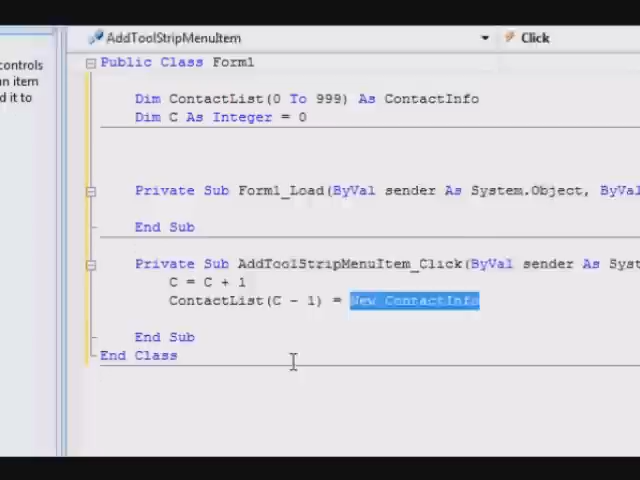 AddToolStripMenuItem
Click
controls
n item
d it to
Public Class Form1
Dim ContactList(0 To 999) As ContactInfo
Dim C As Integer = 0
Private Sub Form1_Load(ByVal sender As System.Object, ByVal
End Sub
Private Sub AddToolStripMenuItem_Click(ByVal sender As Syst
C = C + 1
ContactList(C - 1) = New ContactInfo
End Sub
End Class